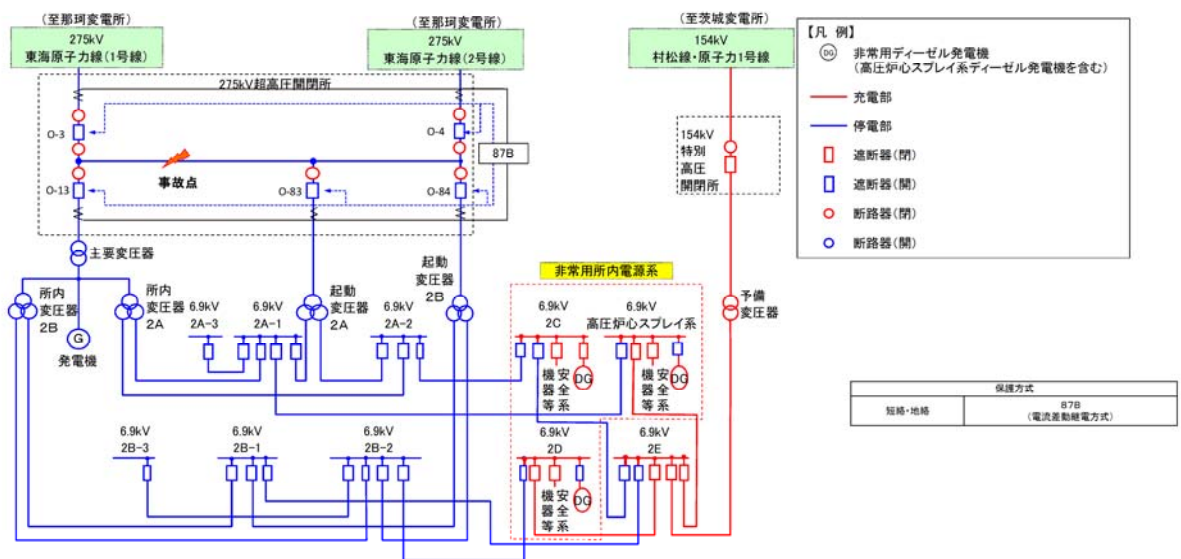 (至那珂変電所)
275kV
東海原子力線(1号線)
(至那珂変電所)
275kV
東海原子力線(2号線)
(至茨城変電所)
154kV
村松線・原子力1号線
【凡 例】
DG
非常用ディーゼル発電機
(高圧炉心スプレイ系ディーゼル発電機を含む)
充電部
停電部
遮断器(閉)
遮断器(開)
断路器(閉)
断路器(開)
275kV超高圧開閉所
O-3
O-4
87B
事故点
O-13
O-83
O-84
154kV
特別
高圧
開閉所
主要変圧器
所内
変圧器
2B
所内
変圧器
2A
G
発電機
起動
変圧器
2A
起動
変圧器
2B
予備
変圧器
非常用所内電源系
6.9kV
2A-3
6.9kV
2A-1
6.9kV
2A-2
6.9kV
2C
安全系
機器等
DG
6.9kV
高圧炉心スプレイ系
安全系
機器等
DG
6.9kV
2B-3
6.9kV
2B-1
6.9kV
2B-2
6.9kV
2D
安全系
機器等
DG
6.9kV
2E
保護方式
短絡・地絡
87B
(電流差動継電方式)